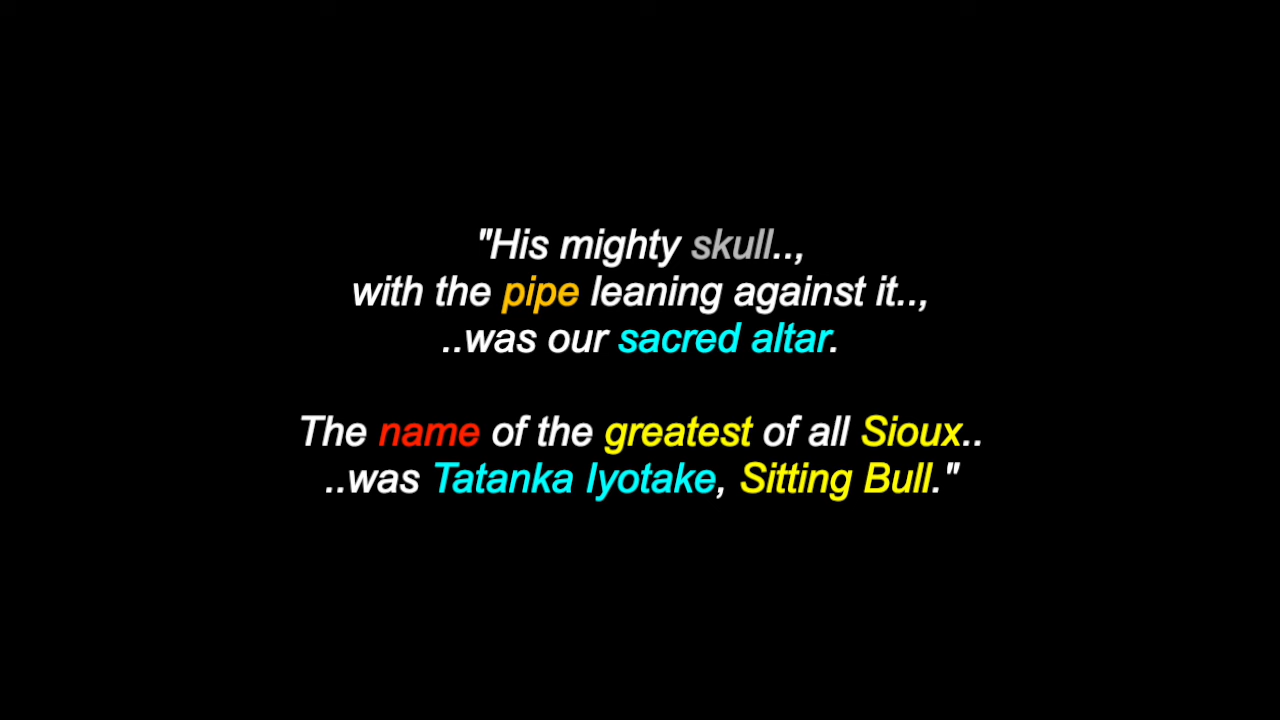 "His mighty skull..,
with the pipe leaning against it..,
..was our sacred altar.
The name of the greatest of all Sioux..
..was Tatanka Iyotake, Sitting Bull."